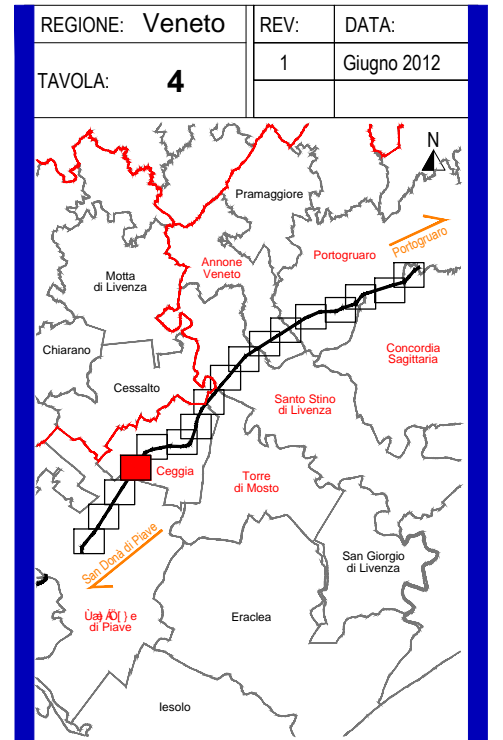 REGIONE: Veneto
REV:
DATA:
1
Giugno 2012
TAVOLA: 4
N
Pramaggiore
Portogruaro
Annone
Veneto
Portogruaro
Motta
di Livenza
Chiarano
Concordia
Sagittaria
Cessalto
Santo Stino
di Livenza
Ceggia
Torre
di Mosto
San Donà di Piave
San Giorgio
di Livenza
di Piave
Eraclea
Iesolo